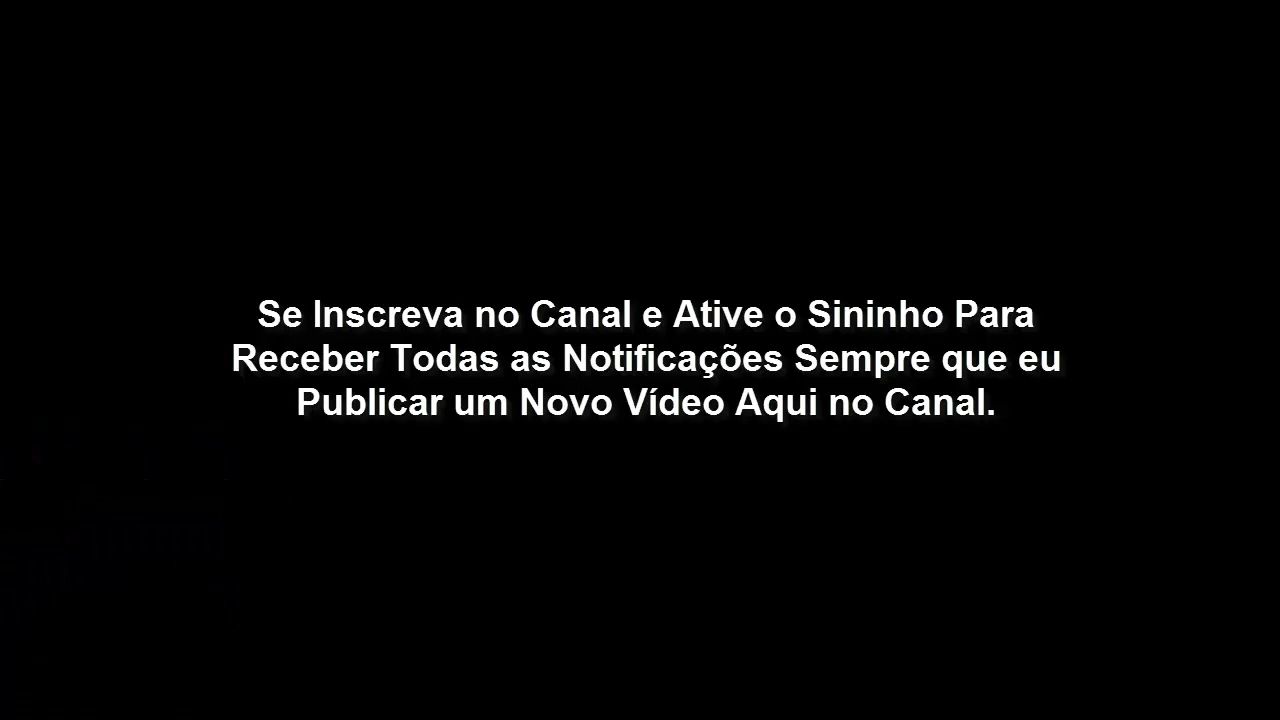 Se Inscreva no Canal e Ative o Sininho Para
Receber Todas as Notificações Sempre que eu
Publicar um Novo Vídeo Aqui no Canal.